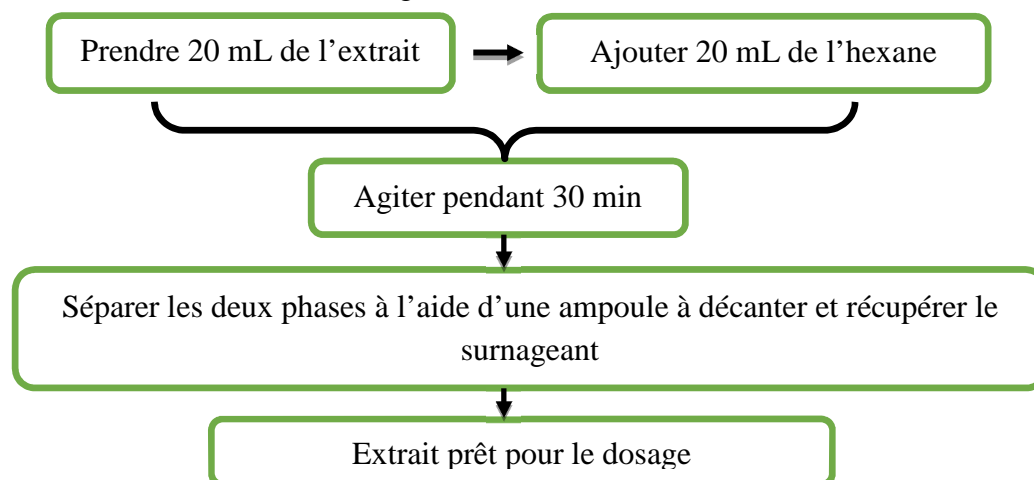 Prendre 20 mL de l’extrait
Ajouter 20 mL de l’hexane
Agiter pendant 30 min
Séparer les deux phases à l’aide d’une ampoule à décanter et récupérer le
surnageant
Extrait prêt pour le dosage